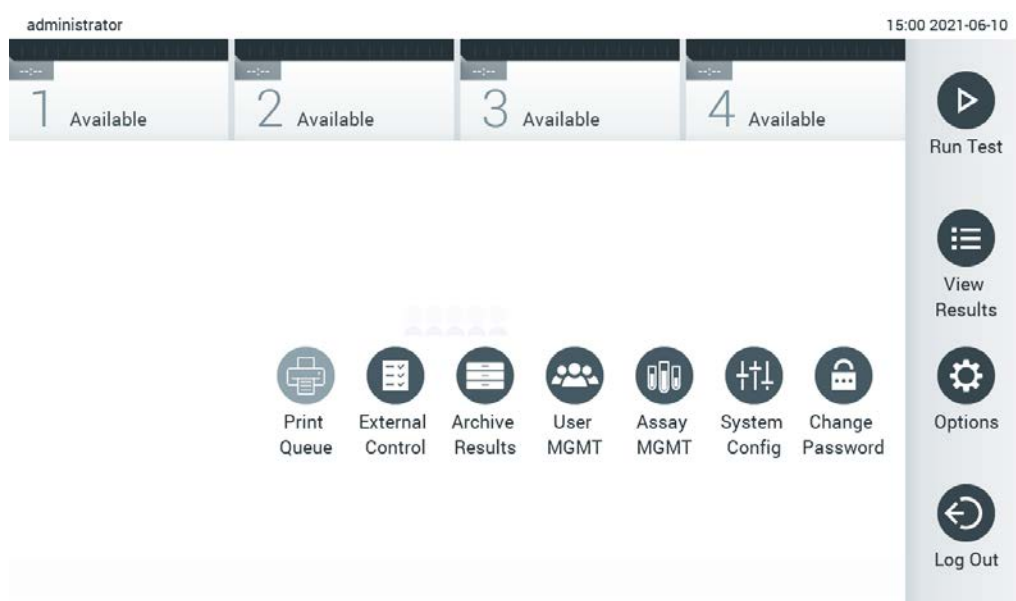 administrator
15:00 2021-06-10
--:--
--:--
--:--
--:--
1 Available
2 Available
3 Available
4 Available
Run Test
View
Results
Print
Queue
External
Control
Archive
Results
User
MGMT
Assay
MGMT
System
Config
Change
Password
Options
Log Out